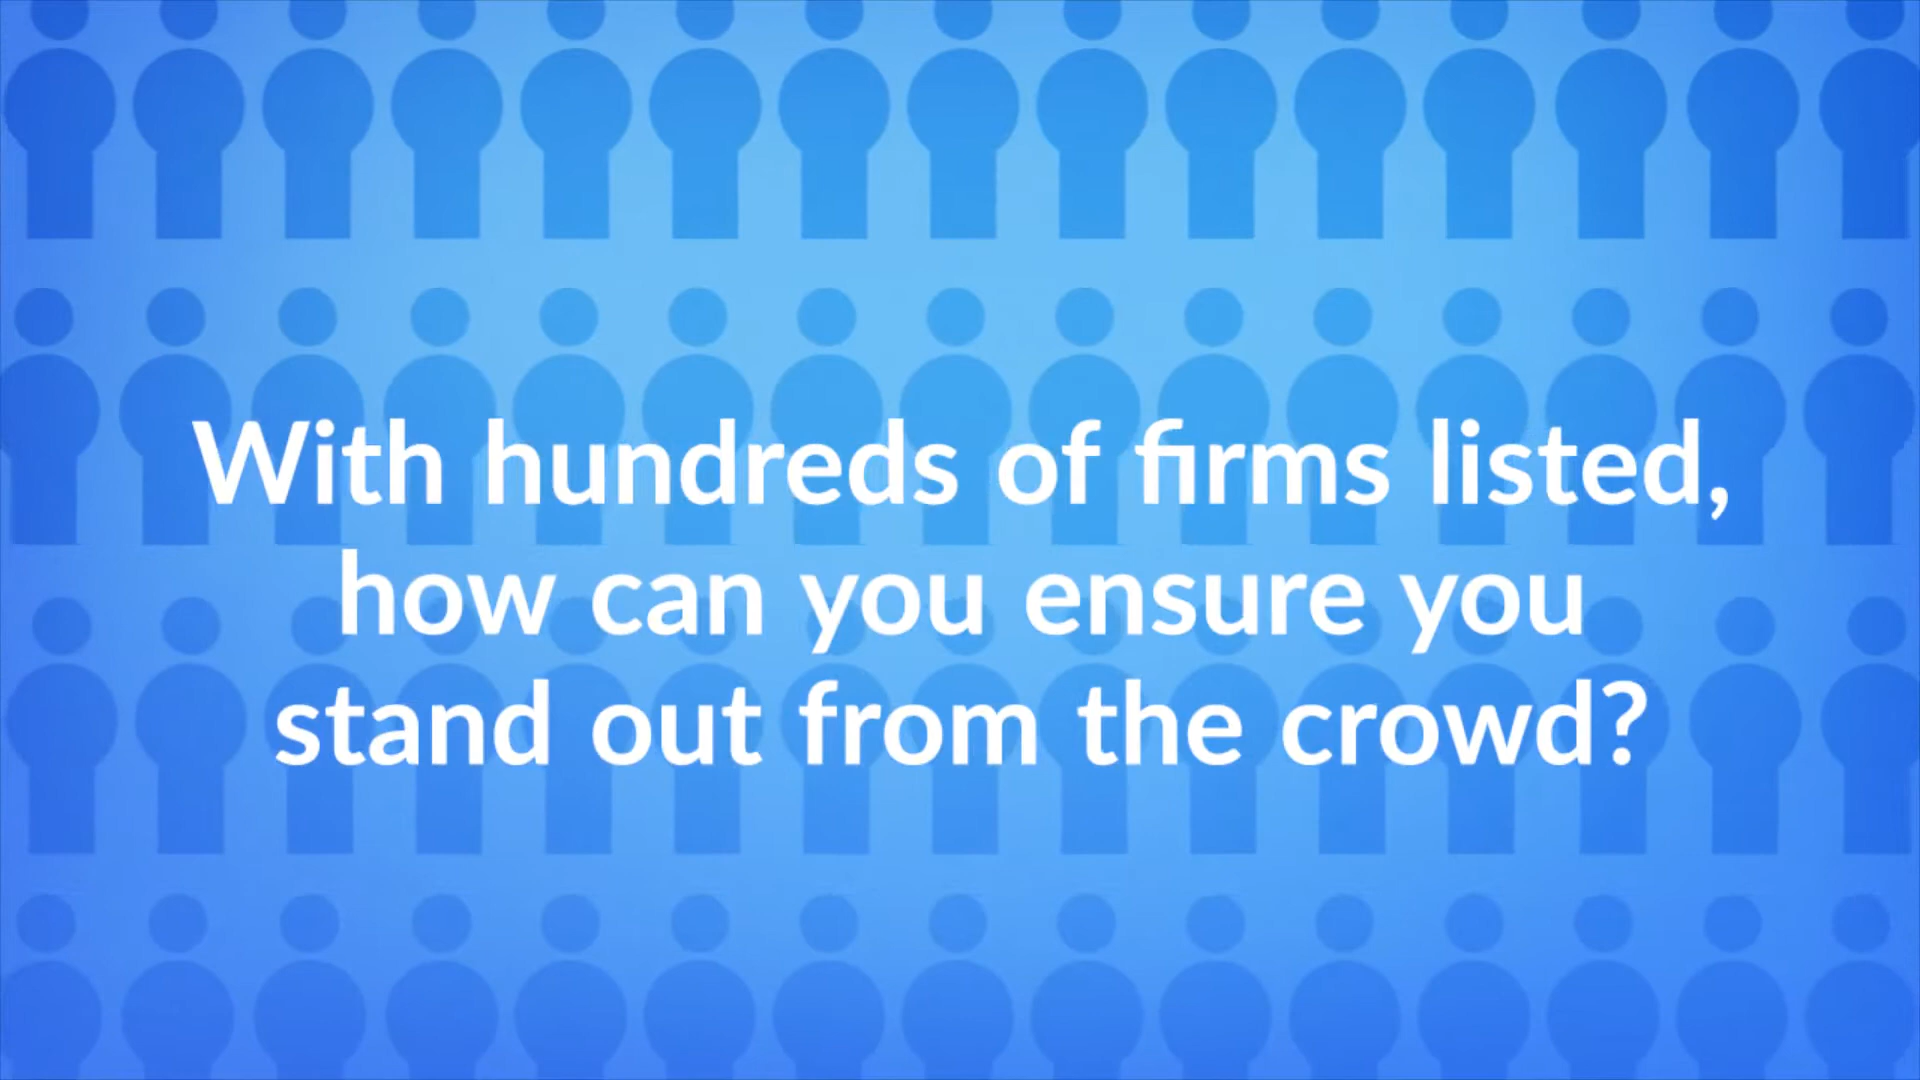 With hundreds of firms listed,
how can you ensure you
stand out from the crowd?